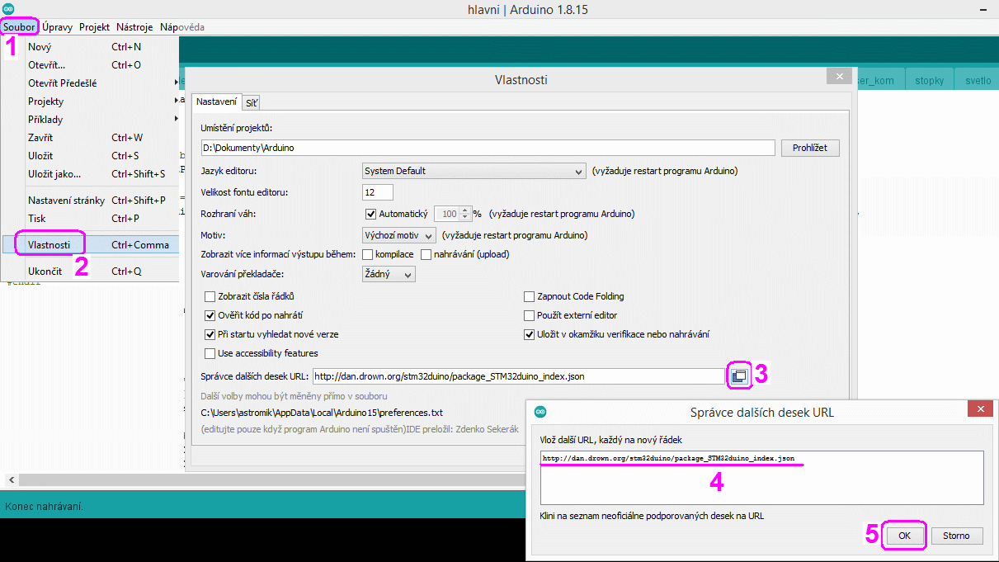 hlavni | Arduino 1.8.15
Soubor Úpravy Projekt Nástroje Nápověda
1
Nový Ctrl+N
Otevřít... Ctrl+O
Otevřít Předešlé
Projekty
Příklady
Zavřít Ctrl+W
Uložit Ctrl+S
Uložit jako... Ctrl+Shift+S
Nastavení stránky Ctrl+Shift+P
Tisk Ctrl+P
Vlastnosti Ctrl+Comma
2
Ukončit Ctrl+Q
#endif
ser_kom stopky svetlo
Vlastnosti
Nastavení Síť
Umístění projektů:
D:\Dokumenty\Arduino Prohlížet
Jazyk editoru: System Default (vyžaduje restart programu Arduino)
Velikost fontu editoru: 12
Rozhraní váh: Automatický 100 % (vyžaduje restart programu Arduino)
Motiv: Výchozí motiv (vyžaduje restart programu Arduino)
Zobrazit více informací výstupu během: kompilace nahrávání (upload)
Varování překladače: Žádný
Zobrazit čísla řádků Zapnout Code Folding
Ověřit kód po nahrátí Použít externí editor
Při startu vyhledat nové verze Uložit v okamžiku verifikace nebo nahrávání
Use accessibility features
Správce dalších desek URL: http://dan.drown.org/stm32duino/package_STM32duino_index.json 3
Další volby mohou být měněny přímo v souboru
C:\Users\astromik\AppData\Local\Arduino15\preferences.txt
(editujte pouze když program Arduino není spuštěn)IDE preložil: Zdenko Sekerák
Správce dalších desek URL
Vlož další URL, každý na nový řádek
http://dan.drown.org/stm32duino/package_STM32duino_index.json
4
Klini na seznam neoficiálne podporovaných desek na URL
5 OK Storno
Konec nahrávání.